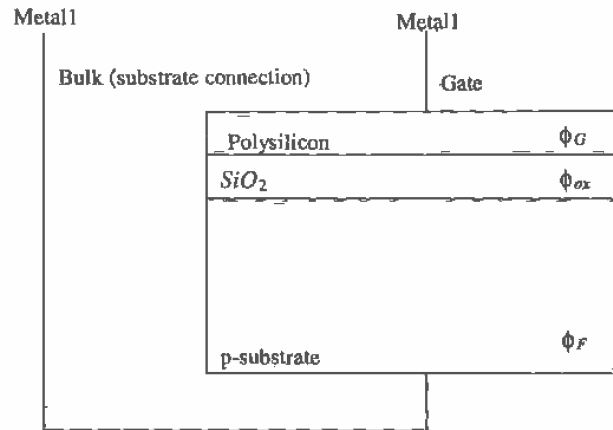 Metal1
Metal1
Bulk (substrate connection)
Gate
Polysilicon ϕG
SiO2 ϕox
p-substrate ϕF